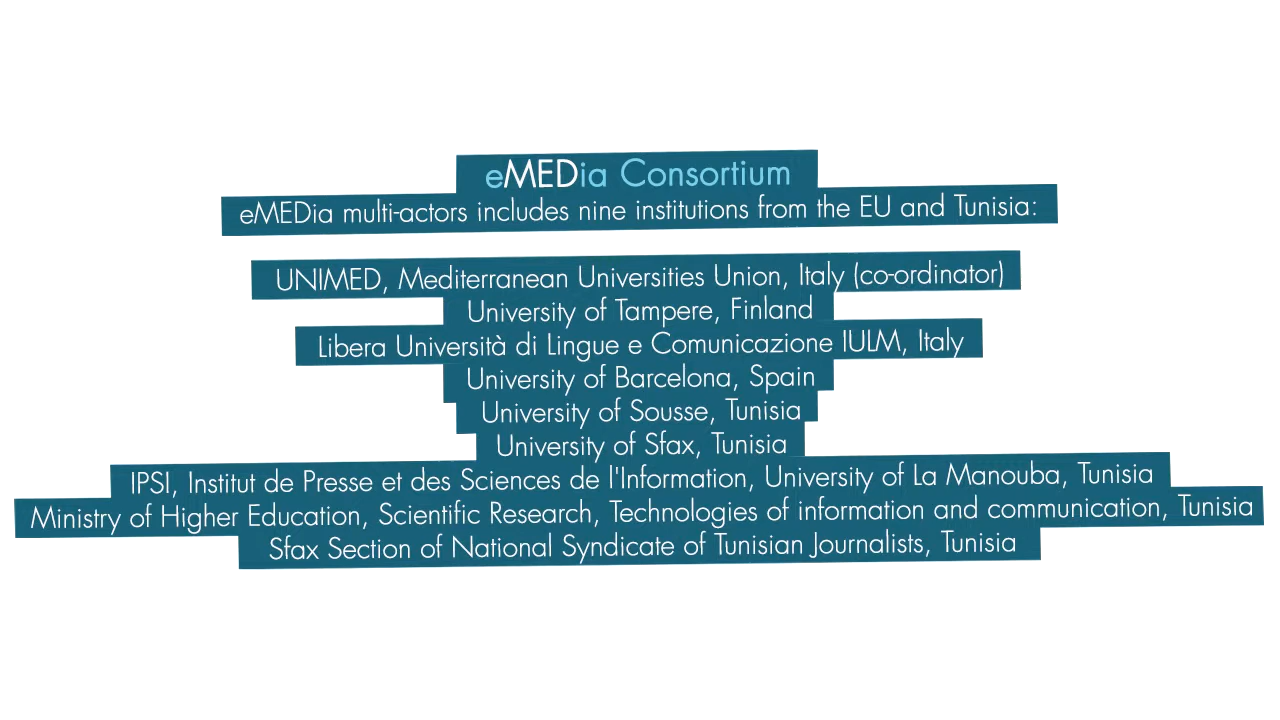 eMEDia Consortium
eMEDia multi-actors includes nine institutions from the EU and Tunisia:
UNIMED, Mediterranean Universities Union, Italy (co-ordinator)
University of Tampere, Finland
Libera Università di Lingue e Comunicazione IULM, Italy
University of Barcelona, Spain
University of Sousse, Tunisia
University of Sfax, Tunisia
IPSI, Institut de Presse et des Sciences de l'Information, University of La Manouba, Tunisia
Ministry of Higher Education, Scientific Research, Technologies of information and communication, Tunisia
Sfax Section of National Syndicate of Tunisian Journalists, Tunisia